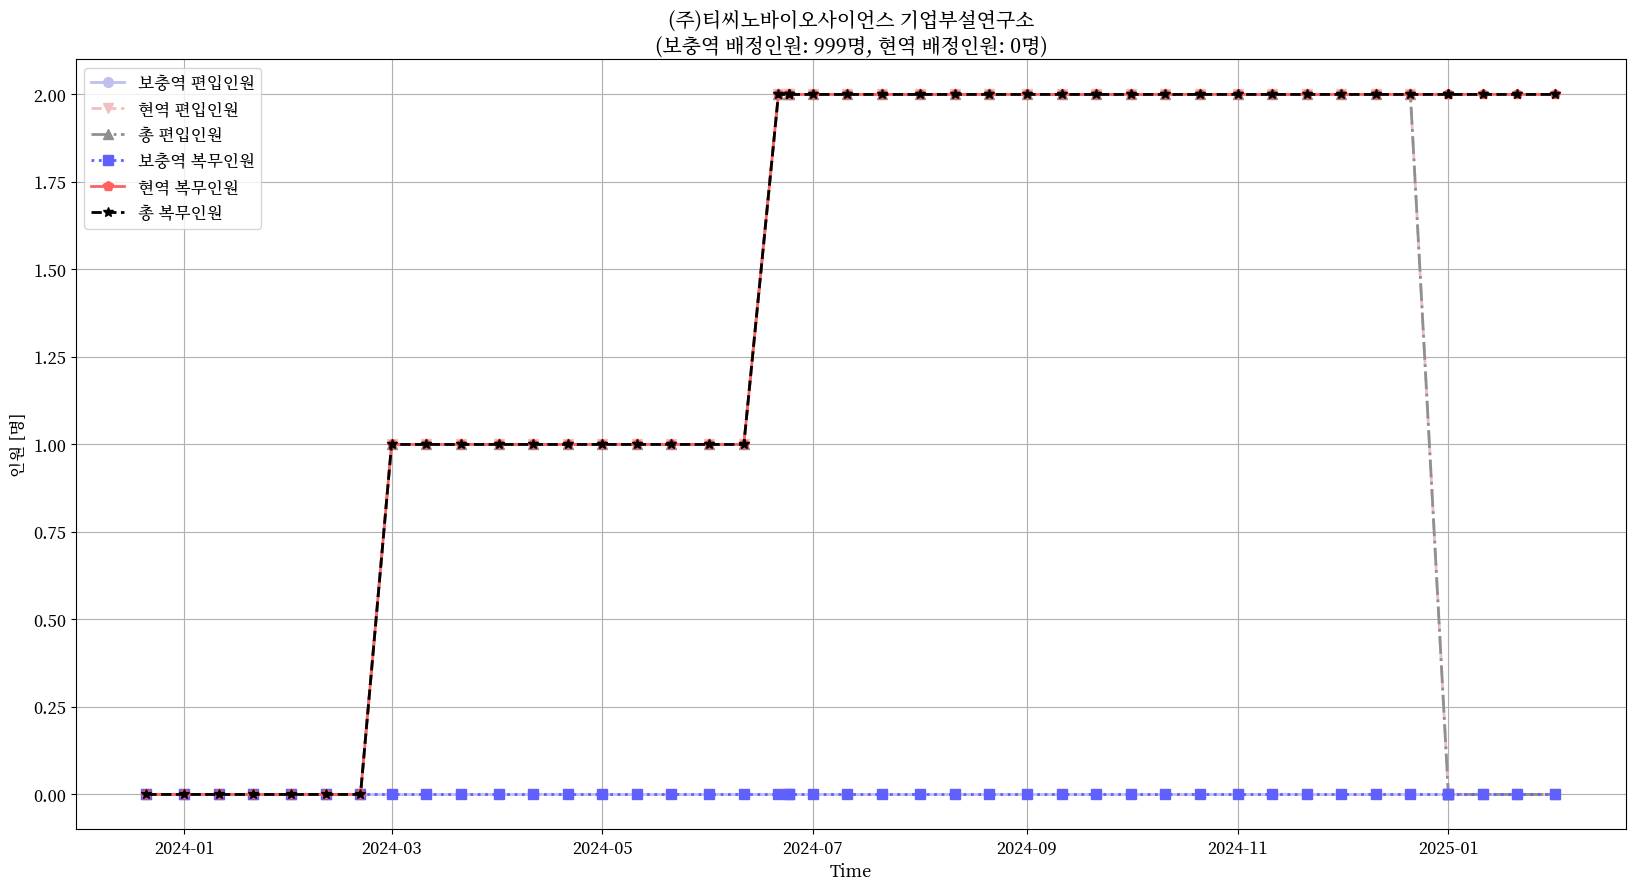 (주)티씨노바이오사이언스 기업부설연구소
(보충역 배정인원: 999명, 현역 배정인원: 0명)
보충역 편입인원
현역 편입인원
총 편입인원
보충역 복무인원
현역 복무인원
총 복무인원
인원 [명]
2.00
1.75
1.50
1.25
1.00
0.75
0.50
0.25
0.00
2024-01
2024-03
2024-05
2024-07
2024-09
2024-11
2025-01
Time